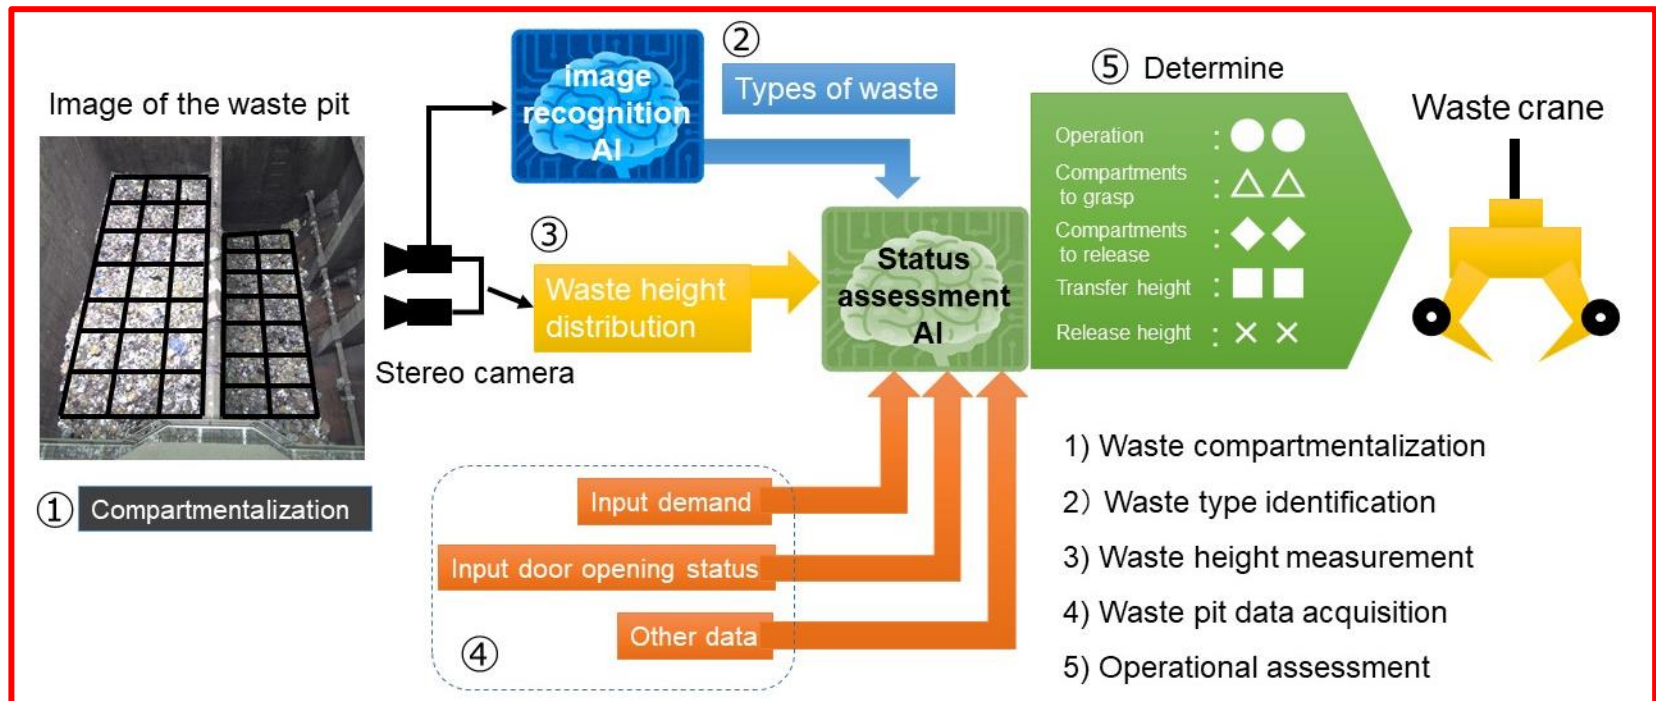 Image of the waste pit
① Compartmentalization
Stereo camera
image
recognition
AI
②
Types of waste
③
Waste height
distribution
Status
assessment
AI
Input demand
Input door opening status
Other data
④
⑤ Determine
Operation : ●●
Compartments
to grasp : △△
Compartments
to release : ◆◆
Transfer height : ■■
Release height : ××
Waste crane
1) Waste compartmentalization
2）Waste type identification
3) Waste height measurement
4) Waste pit data acquisition
5) Operational assessment